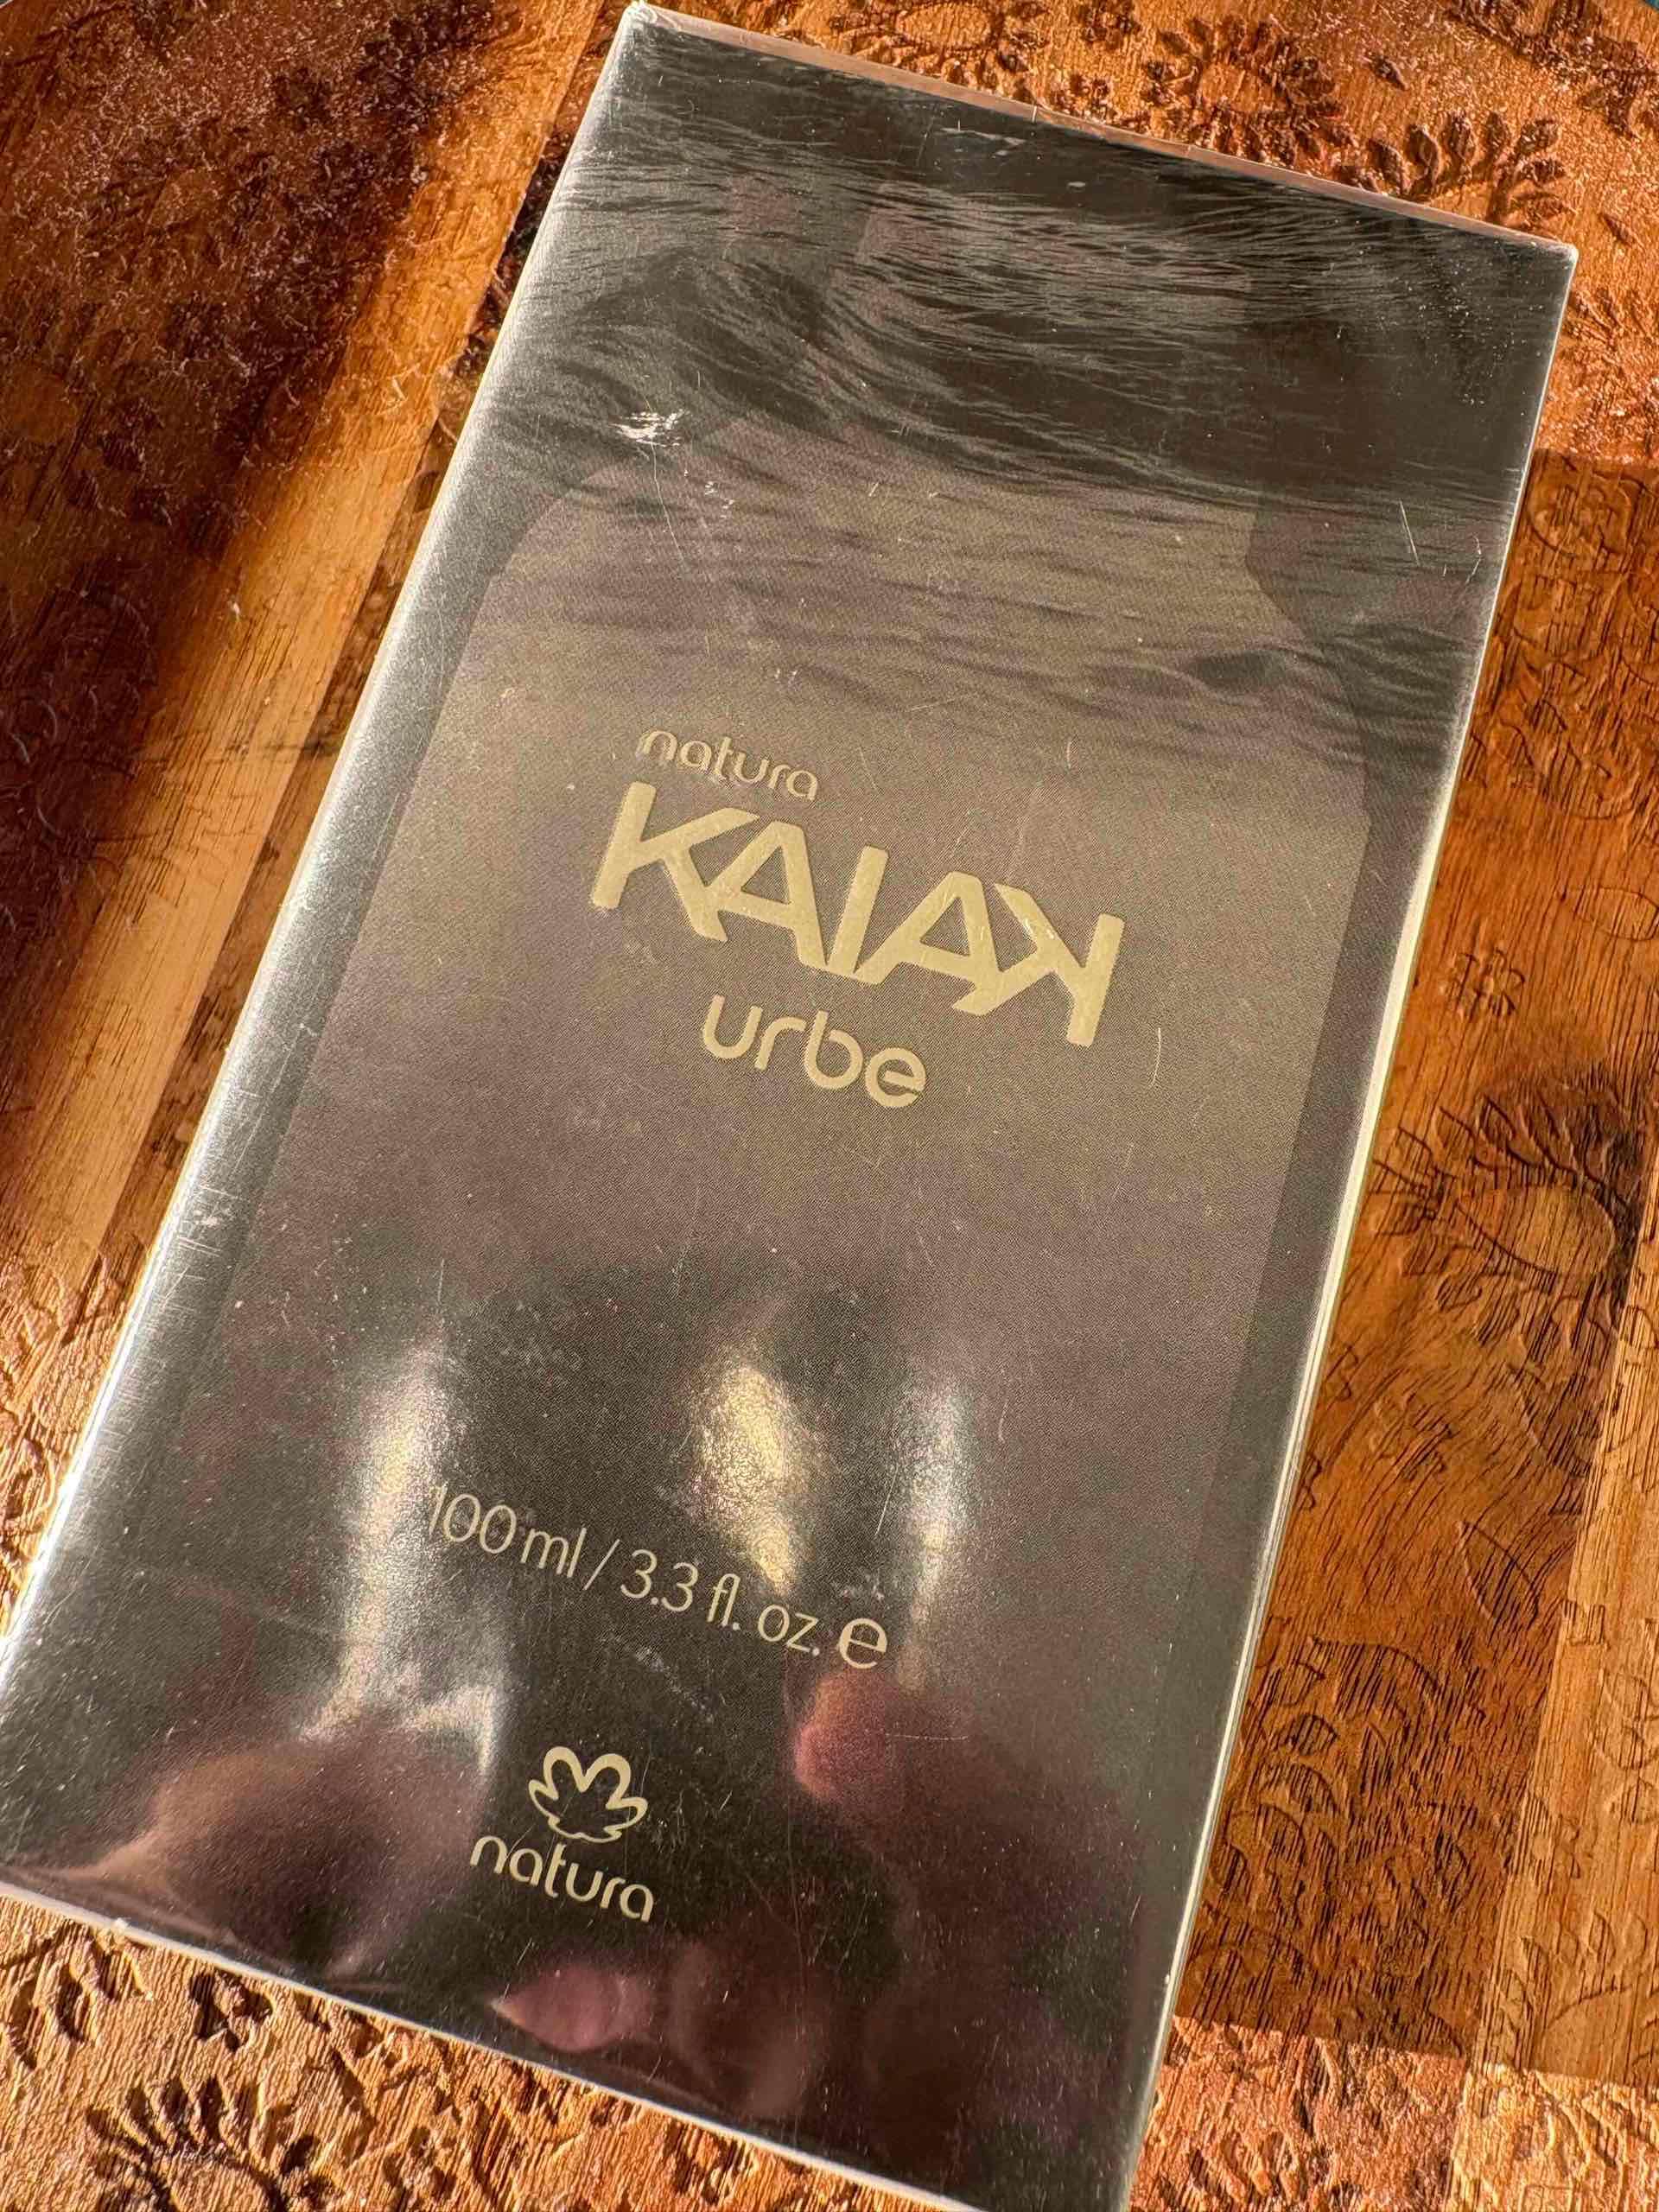 natura
KAIAK
urbe
100 ml / 3.3 fl. oz. e
natura